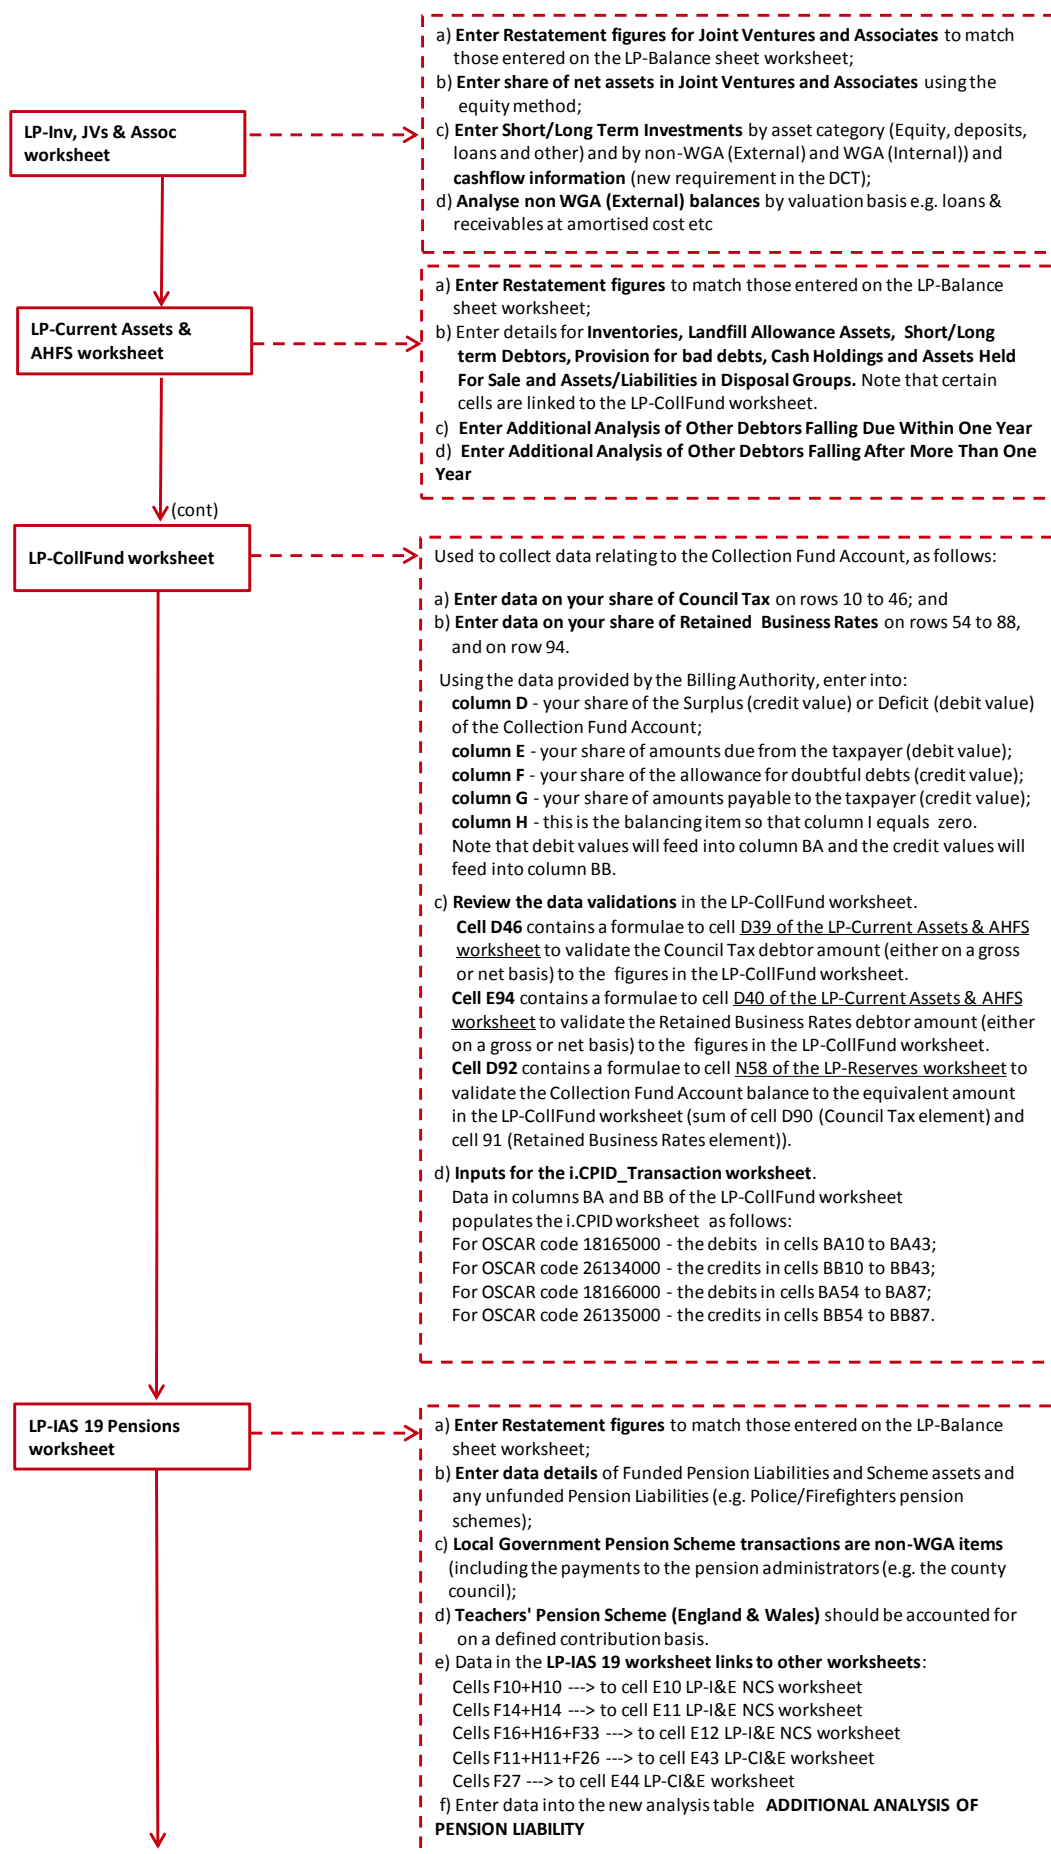 LP-Inv, JVs & Assoc
worksheet
a) Enter Restatement figures for Joint Ventures and Associates to match
those entered on the LP-Balance sheet worksheet;
b) Enter share of net assets in Joint Ventures and Associates using the
equity method;
c) Enter Short/Long Term Investments by asset category (Equity, deposits,
loans and other) and by non-WGA (External) and WGA (Internal)) and
cashflow information (new requirement in the DCT);
d) Analyse non WGA (External) balances by valuation basis e.g. loans &
receivables at amortised cost etc
LP-Current Assets &
AHFS worksheet
a) Enter Restatement figures to match those entered on the LP-Balance
sheet worksheet;
b) Enter details for Inventories, Landfill Allowance Assets, Short/Long
term Debtors, Provision for bad debts, Cash Holdings and Assets Held
For Sale and Assets/Liabilities in Disposal Groups. Note that certain
cells are linked to the LP-CollFund worksheet.
c) Enter Additional Analysis of Other Debtors Falling Due Within One Year
d) Enter Additional Analysis of Other Debtors Falling After More Than One
Year
(cont)
LP-CollFund worksheet
Used to collect data relating to the Collection Fund Account, as follows:
a) Enter data on your share of Council Tax on rows 10 to 46; and
b) Enter data on your share of Retained Business Rates on rows 54 to 88,
and on row 94.
Using the data provided by the Billing Authority, enter into:
column D - your share of the Surplus (credit value) or Deficit (debit value)
of the Collection Fund Account;
column E - your share of amounts due from the taxpayer (debit value);
column F - your share of the allowance for doubtful debts (credit value);
column G - your share of amounts payable to the taxpayer (credit value);
column H - this is the balancing item so that column I equals zero.
Note that debit values will feed into column BA and the credit values will
feed into column BB.
c) Review the data validations in the LP-CollFund worksheet.
Cell D46 contains a formulae to cell D39 of the LP-Current Assets & AHFS
worksheet to validate the Council Tax debtor amount (either on a gross
or net basis) to the figures in the LP-CollFund worksheet.
Cell E94 contains a formulae to cell D40 of the LP-Current Assets & AHFS
worksheet to validate the Retained Business Rates debtor amount (either
on a gross or net basis) to the figures in the LP-CollFund worksheet.
Cell D92 contains a formulae to cell N58 of the LP-Reserves worksheet to
validate the Collection Fund Account balance to the equivalent amount
in the LP-CollFund worksheet (sum of cell D90 (Council Tax element) and
cell 91 (Retained Business Rates element)).
d) Inputs for the i.CPID_Transaction worksheet.
Data in columns BA and BB of the LP-CollFund worksheet
populates the i.CPID worksheet as follows:
For OSCAR code 18165000 - the debits in cells BA10 to BA43;
For OSCAR code 26134000 - the credits in cells BB10 to BB43;
For OSCAR code 18166000 - the debits in cells BA54 to BA87;
For OSCAR code 26135000 - the credits in cells BB54 to BB87.
LP-IAS 19 Pensions
worksheet
a) Enter Restatement figures to match those entered on the LP-Balance
sheet worksheet;
b) Enter data details of Funded Pension Liabilities and Scheme assets and
any unfunded Pension Liabilities (e.g. Police/Firefighters pension
schemes);
c) Local Government Pension Scheme transactions are non-WGA items
(including the payments to the pension administrators (e.g. the county
council);
d) Teachers' Pension Scheme (England & Wales) should be accounted for
on a defined contribution basis.
e) Data in the LP-IAS 19 worksheet links to other worksheets:
Cells F10+H10 ---> to cell E10 LP-I&E NCS worksheet
Cells F14+H14 ---> to cell E11 LP-I&E NCS worksheet
Cells F16+H16+F33 ---> to cell E12 LP-I&E NCS worksheet
Cells F11+H11+F26 ---> to cell E43 LP-CI&E worksheet
Cells F27 ---> to cell E44 LP-CI&E worksheet
f) Enter data into the new analysis table ADDITIONAL ANALYSIS OF
PENSION LIABILITY